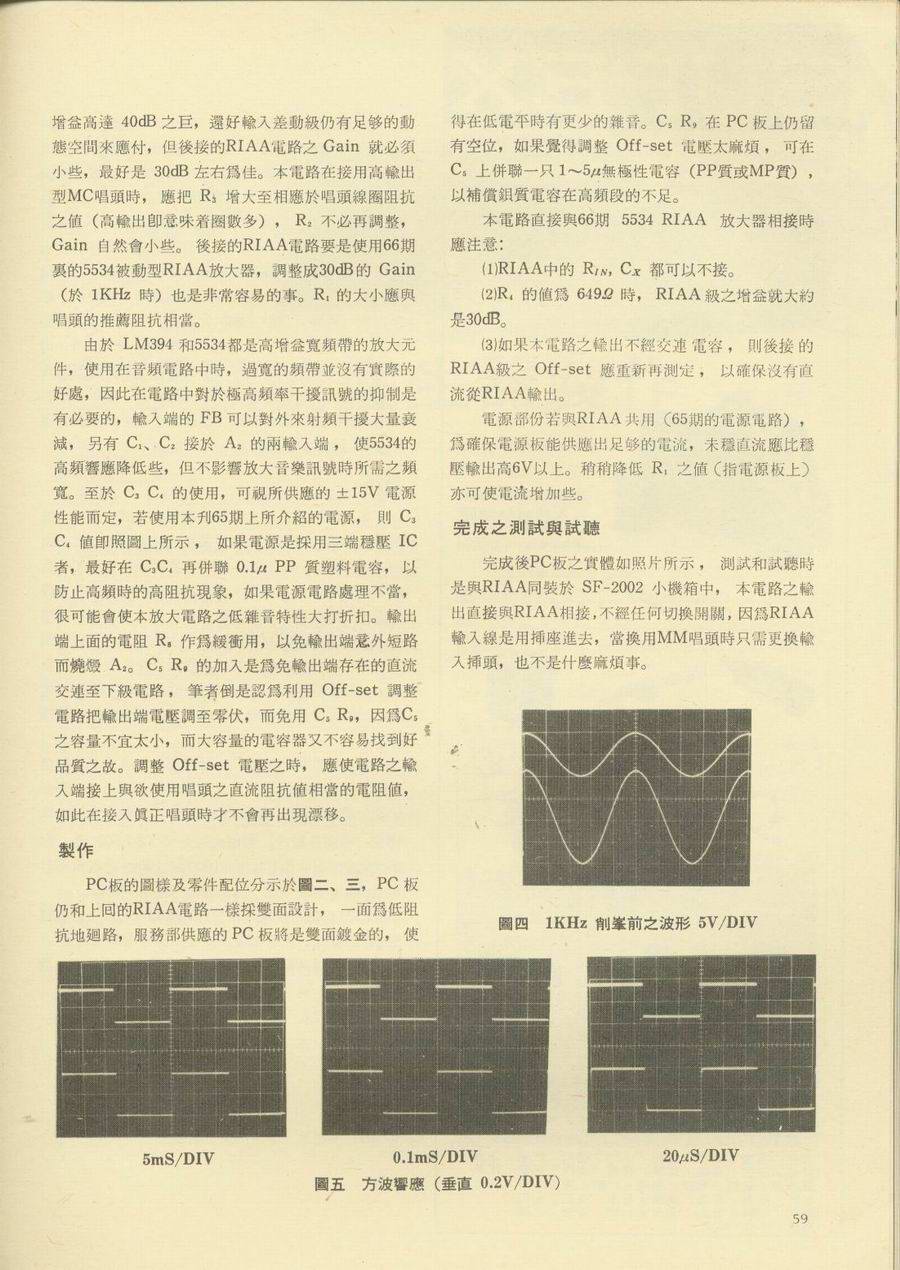 增益高達 40dB 之巨，還好輸入差動級仍有足够的動
態空間來應付，但後接的RIAA電路之 Gain 就必須
小些，最好是 30dB 左右爲佳。本電路在接用高輸出
型MC唱頭時， 應把 R₅ 增大至相應於唱頭線圈阻抗
之值（高輸出卽意味着圈數多）， R₂ 不必再調整，
Gain 自然會小些。 後接的RIAA電路要是使用66期
裏的5534被動型RIAA放大器，調整成30dB的 Gain
（於 1KHz 時）也是非常容易的事。R₁ 的大小應與
唱頭的推薦阻抗相當。
由於 LM394 和5534都是高增益寬頻帶的放大元
件，使用在音頻電路中時，過寬的頻帶並沒有實際的
好處，因此在電路中對於極高頻率干擾訊號的抑制是
有必要的，輸入端的 FB 可以對外來射頻干擾大量衰
減， 另有 C₁、C₂ 接於 A₂ 的兩輸入端 ， 使5534的
高頻響應降低些，但不影響放大音樂訊號時所需之頻
寬。至於 C₃ C₄ 的使用，可視所供應的 ±15V 電源
性能而定，若使用本刋65期上所介紹的電源， 則 C₃
C₄ 値卽照圖上所示 ， 如果電源是採用三端穩壓 IC
者，最好在 C₃C₄ 再併聯 0.1μ PP 質塑料電容，以
防止高頻時的高阻抗現象，如果電源電路處理不當，
很可能會使本放大電路之低雜音特性大打折扣。輸出
端上面的電阻 R₈ 作爲緩衝用，以免輸出端意外短路
而燒燬 A₂。 C₅ R₉ 的加入是爲免輸出端存在的直流
交連至下級電路 ， 筆者倒是認爲利用 Off-set 調整
電路把輸出端電壓調至零伏，而免用 C₅ R₉，因爲C₅
之容量不宜太小，而大容量的電容器又不容易找到好
品質之故。調整 Off-set 電壓之時， 應使電路之輸
入端接上與欲使用唱頭之直流阻抗値相當的電阻値，
如此在接入眞正唱頭時才不會再出現漂移。
製作
PC板的圖樣及零件配位分示於圖二、三，PC 板
仍和上回的RIAA電路一樣採雙面設計， 一面爲低阻
抗地廻路，服務部供應的 PC 板將是雙面鍍金的， 使
得在低電平時有更少的雜音。C₅ R₉ 在 PC 板上仍留
有空位，如果覺得調整 Off-set 電壓太麻煩 ， 可在
C₅ 上併聯一只 1～5μ無極性電容（PP質或MP質），
以補償鉭質電容在高頻段的不足。
本電路直接與66期 5534 RIAA 放大器相接時
應注意：
(1)RIAA中的 RIN, CX 都可以不接。
(2)R₄ 的值爲 649Ω 時， RIAA 級之增益就大約
是30dB。
(3)如果本電路之輸出不經交連 電容 ， 則後接 的
RIAA級之 Off-set 應重新再測定 ， 以確保沒有直
流從RIAA輸出。
電源部份若與RIAA 共用（65期的電源電路），
爲確保電源板能供應出足够的電流，未穩直流應比穩
壓輸出高6V以上。稍稍降低 R₁ 之值（指電源板上）
亦可使電流增加些。
完成之測試與試聽
完成後PC板之實體如照片所示 ， 測試和試聽時
是與RIAA同裝於 SF-2002 小機箱中， 本電路之輸
出直接與RIAA相接，不經任何切換開關，因爲RIAA
輸入線是用揷座進去，當換用MM唱頭時只需更換輸
入揷頭，也不是什麼麻煩事。
圖四 1KHz 削峯前之波形 5V/DIV
5mS/DIV 0.1mS/DIV 20μS/DIV
圖五 方波響應（垂直 0.2V/DIV）
59